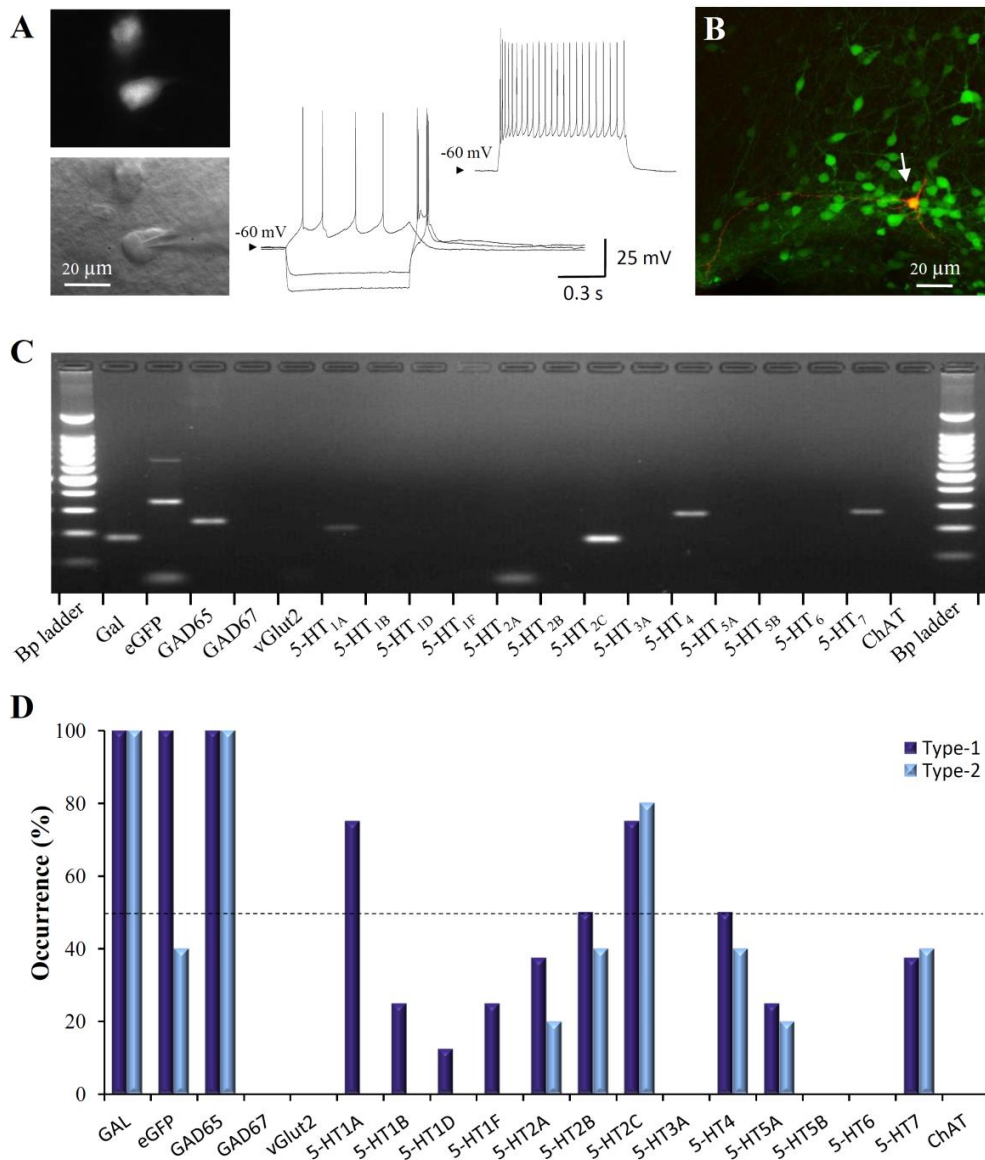 A
B
-60 mV
-60 mV
20 μm
25 mV
0.3 s
20 μm
C
Bp ladder
Gal
eGFP
GAD65
GAD67
vGlut2
5-HT1A
5-HT1B
5-HT1D
5-HT1F
5-HT2A
5-HT2B
5-HT2C
5-HT3A
5-HT4
5-HT5A
5-HT5B
5-HT6
5-HT7
ChAT
Bp ladder
D
Occurrence (%)
100
80
60
40
20
0
Type-1
Type-2
GAL
eGFP
GAD65
GAD67
vGlut2
5-HT1A
5-HT1B
5-HT1D
5-HT1F
5-HT2A
5-HT2B
5-HT2C
5-HT3A
5-HT4
5-HT5A
5-HT5B
5-HT6
5-HT7
ChAT